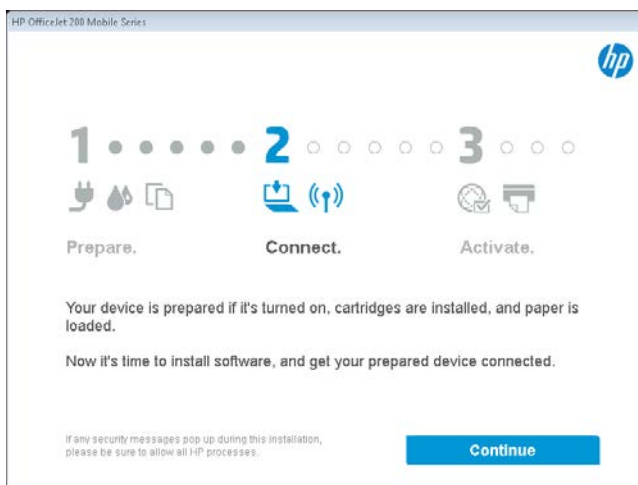 HP OfficeJet 200 Mobile Series
hp
1 2 3
Prepare. Connect. Activate.
Your device is prepared if it's turned on, cartridges are installed, and paper is
loaded.
Now it's time to install software, and get your prepared device connected.
If any security messages pop up during this installation,
please be sure to allow all HP processes.
Continue